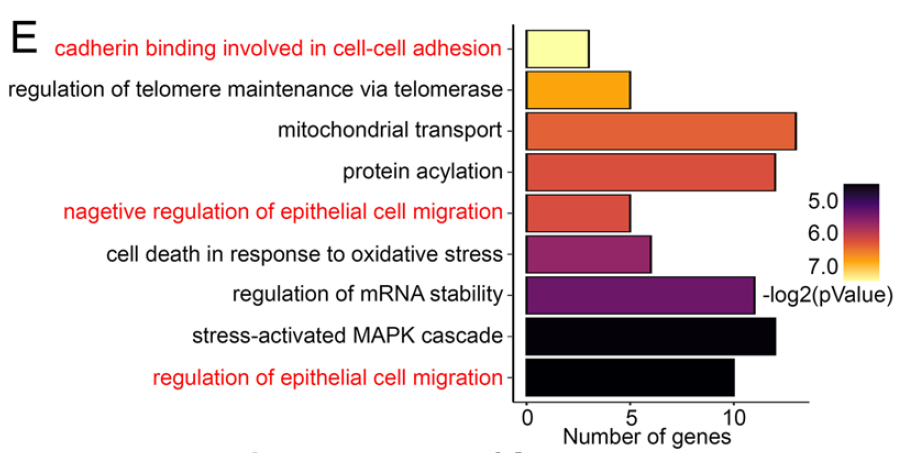 E
cadherin binding involved in cell-cell adhesion
regulation of telomere maintenance via telomerase
mitochondrial transport
protein acylation
nagetive regulation of epithelial cell migration
cell death in response to oxidative stress
regulation of mRNA stability
stress-activated MAPK cascade
regulation of epithelial cell migration
5.0
6.0
7.0
-log2(pValue)
0 5 10
Number of genes